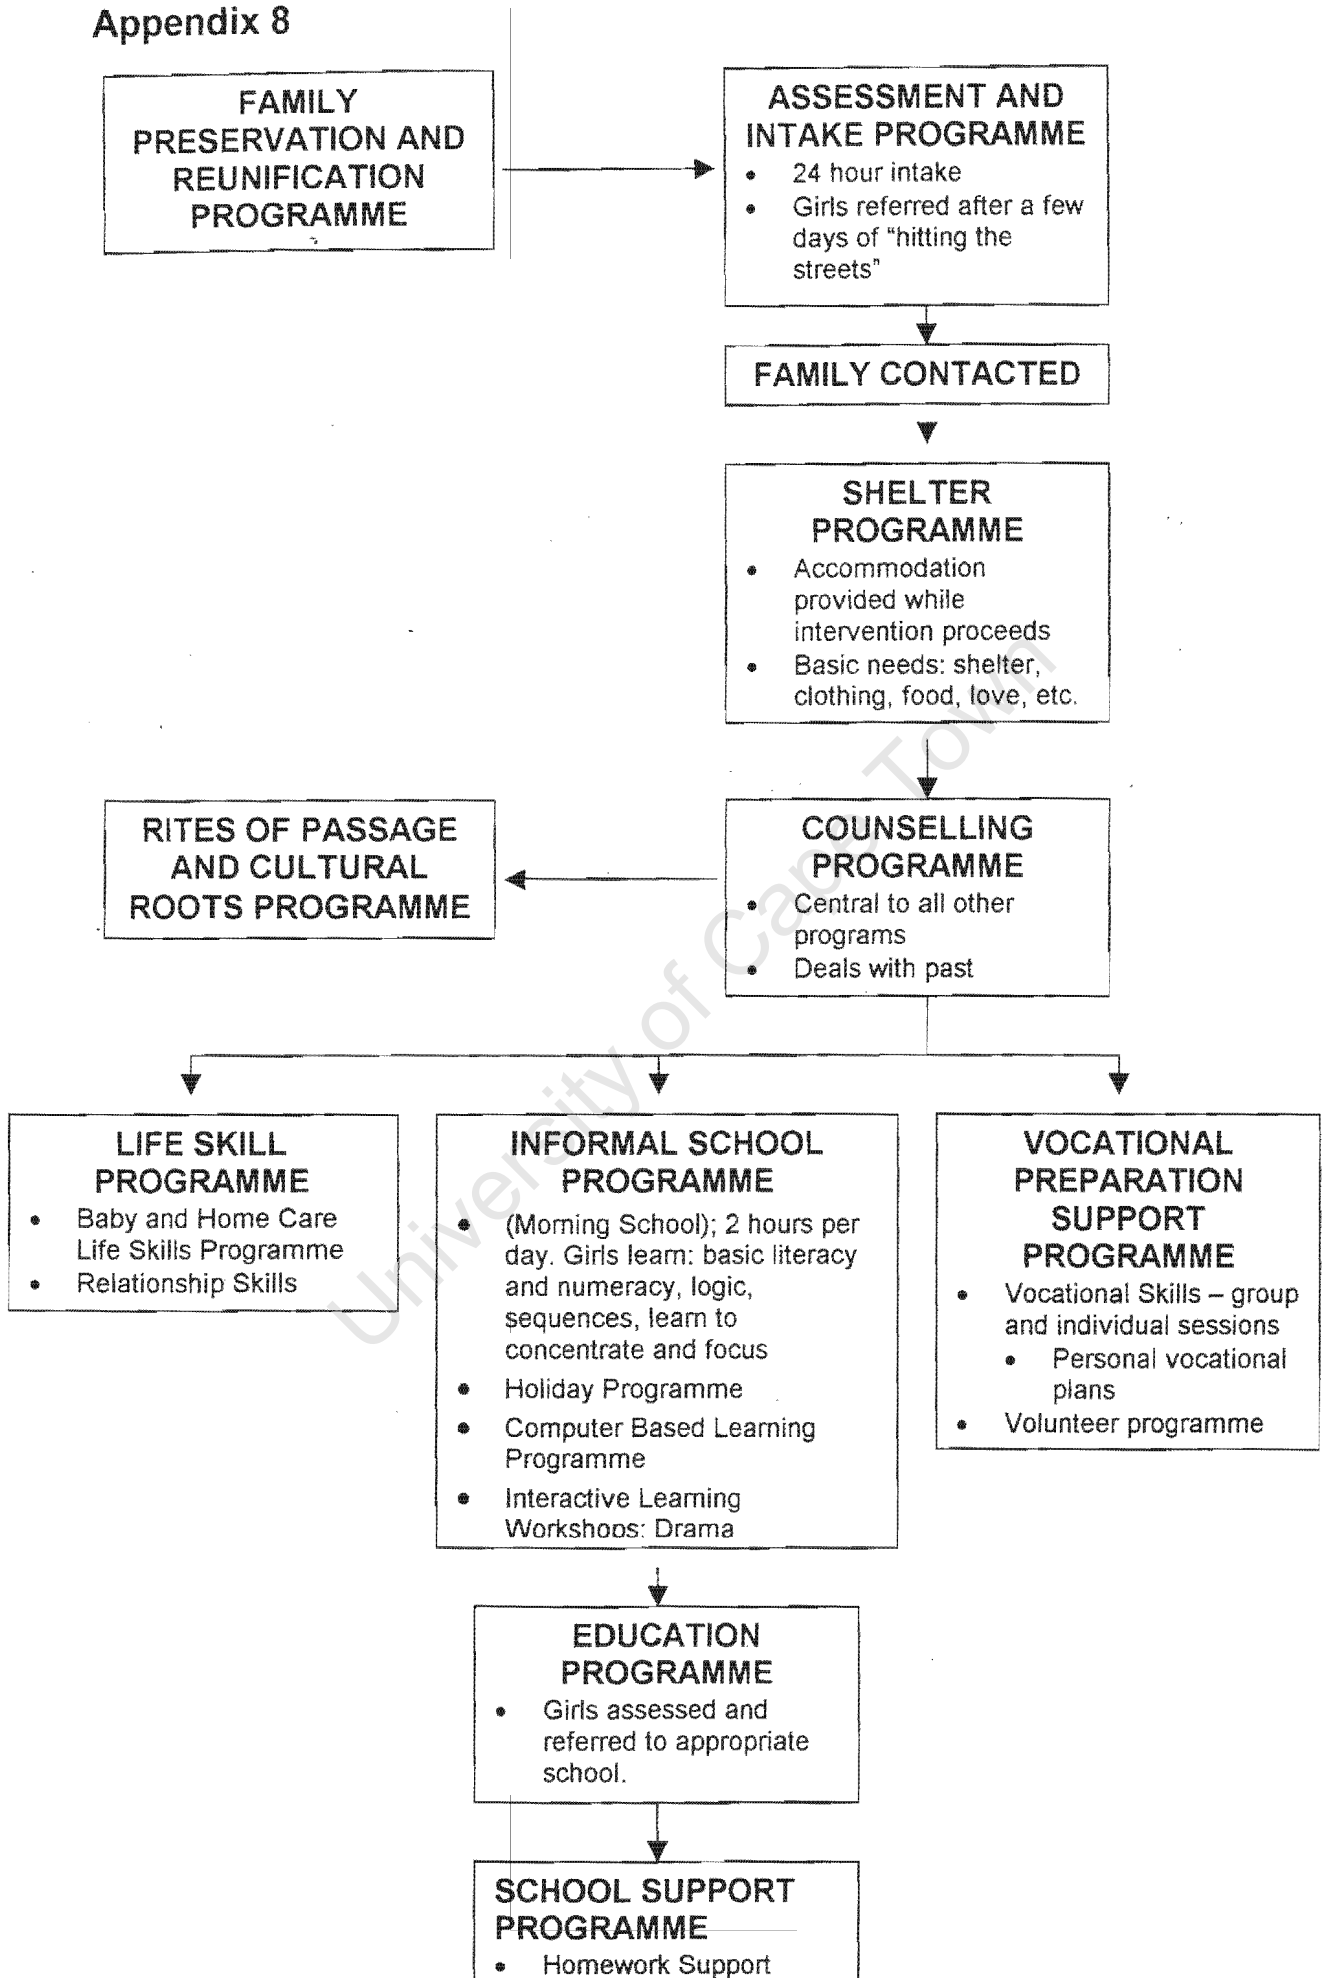 Appendix 8
FAMILY
PRESERVATION AND
REUNIFICATION
PROGRAMME
ASSESSMENT AND
INTAKE PROGRAMME
• 24 hour intake
• Girls referred after a few
days of “hitting the
streets”
FAMILY CONTACTED
SHELTER
PROGRAMME
• Accommodation
provided while
intervention proceeds
• Basic needs: shelter,
clothing, food, love, etc.
RITES OF PASSAGE
AND CULTURAL
ROOTS PROGRAMME
COUNSELLING
PROGRAMME
• Central to all other
programs
• Deals with past
LIFE SKILL
PROGRAMME
• Baby and Home Care
Life Skills Programme
• Relationship Skills
INFORMAL SCHOOL
PROGRAMME
• (Morning School); 2 hours per
day. Girls learn: basic literacy
and numeracy, logic,
sequences, learn to
concentrate and focus
• Holiday Programme
• Computer Based Learning
Programme
• Interactive Learning
Workshops: Drama
VOCATIONAL
PREPARATION
SUPPORT
PROGRAMME
• Vocational Skills – group
and individual sessions
• Personal vocational
plans
• Volunteer programme
EDUCATION
PROGRAMME
• Girls assessed and
referred to appropriate
school.
SCHOOL SUPPORT
PROGRAMME
• Homework Support
University of Cape Town